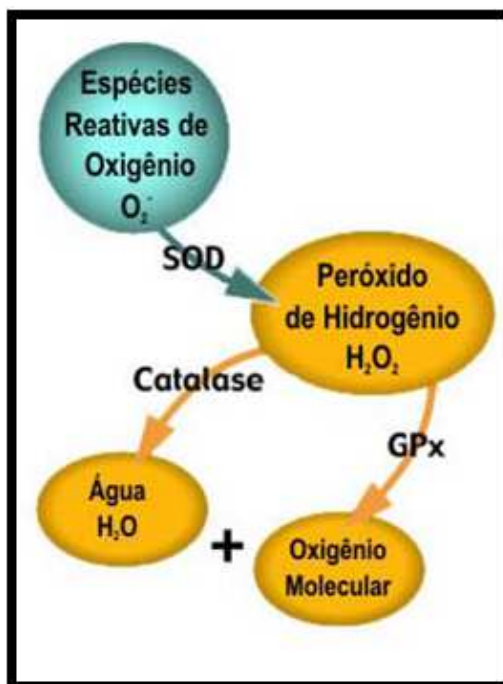 Espécies
Reativas de
Oxigênio
O₂⁻
SOD
Peróxido
de Hidrogênio
H₂O₂
Catalase
GPx
Água
H₂O
+
Oxigênio
Molecular